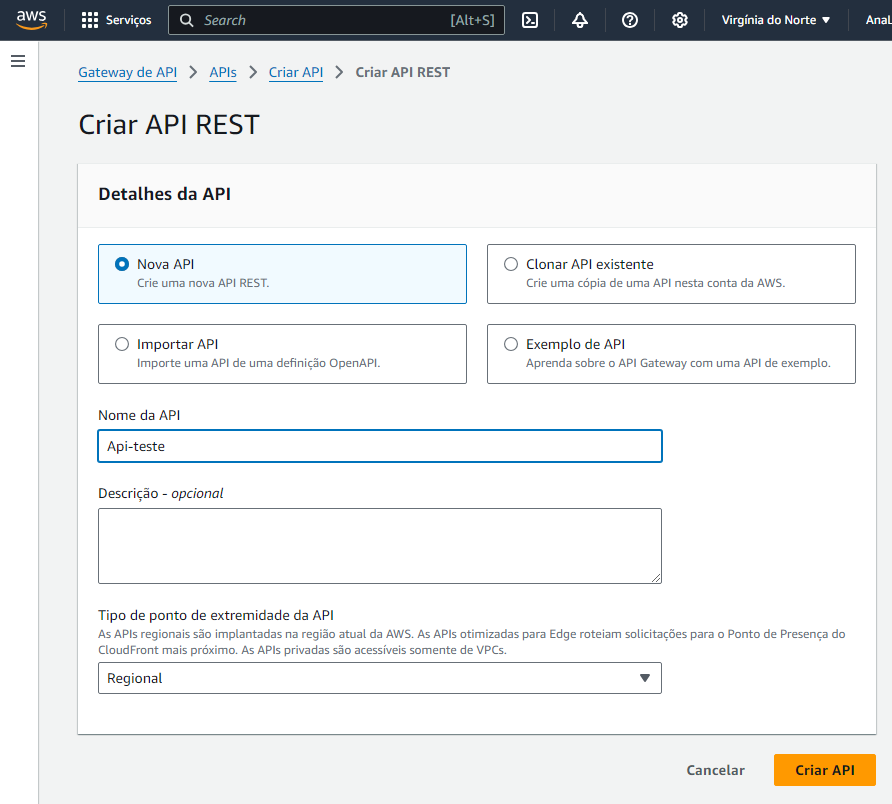 aws Serviços Search [Alt+S] Virgínia do Norte
Gateway de API APIs Criar API Criar API REST
Criar API REST
Detalhes da API
Nova API
Crie uma nova API REST.
Clonar API existente
Crie uma cópia de uma API nesta conta da AWS.
Importar API
Importe uma API de uma definição OpenAPI.
Exemplo de API
Aprenda sobre o API Gateway com uma API de exemplo.
Nome da API
Api-teste
Descrição - opcional
Tipo de ponto de extremidade da API
As APIs regionais são implantadas na região atual da AWS. As APIs otimizadas para Edge roteiam solicitações para o Ponto de Presença do
CloudFront mais próximo. As APIs privadas são acessíveis somente de VPCs.
Regional
Cancelar Criar API